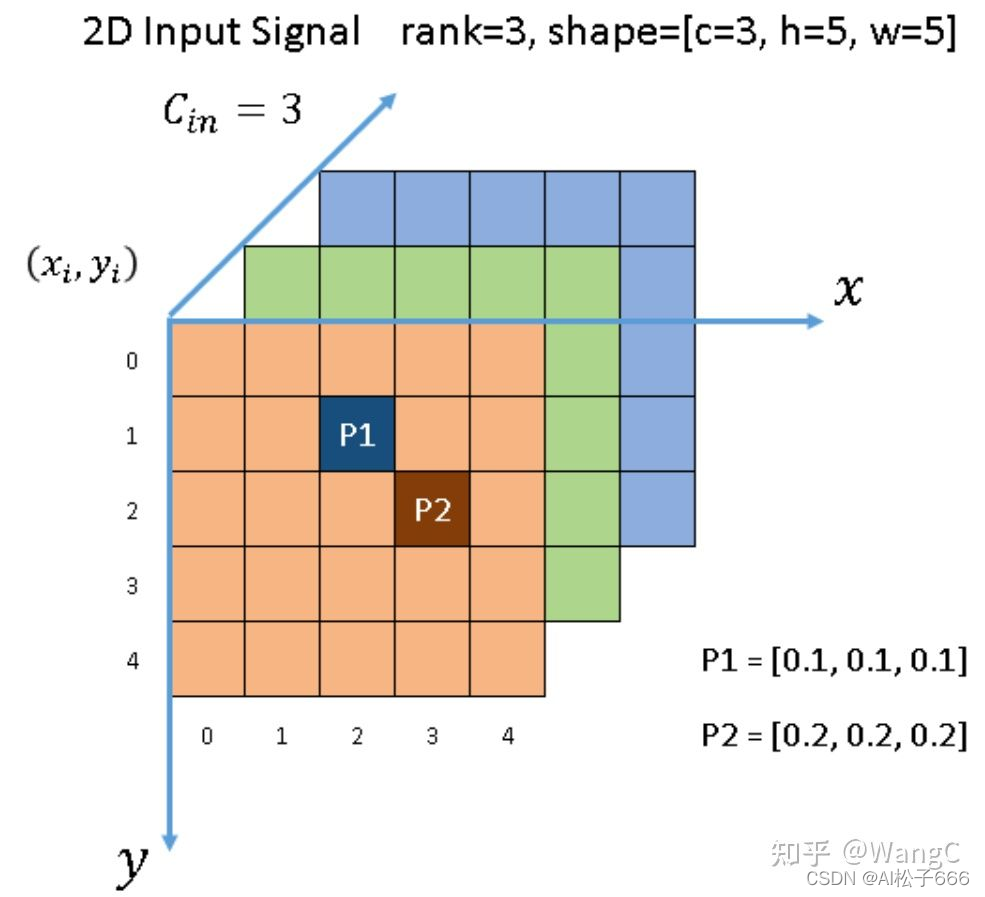 2D Input Signal rank=3, shape=[c=3, h=5, w=5]
C_{in} = 3
(x_i, y_i)
x
0
1
P1
2
P2
3
4
P1 = [0.1, 0.1, 0.1]
0 1 2 3 4
P2 = [0.2, 0.2, 0.2]
y
知乎 @WangC
CSDN @AI松子666